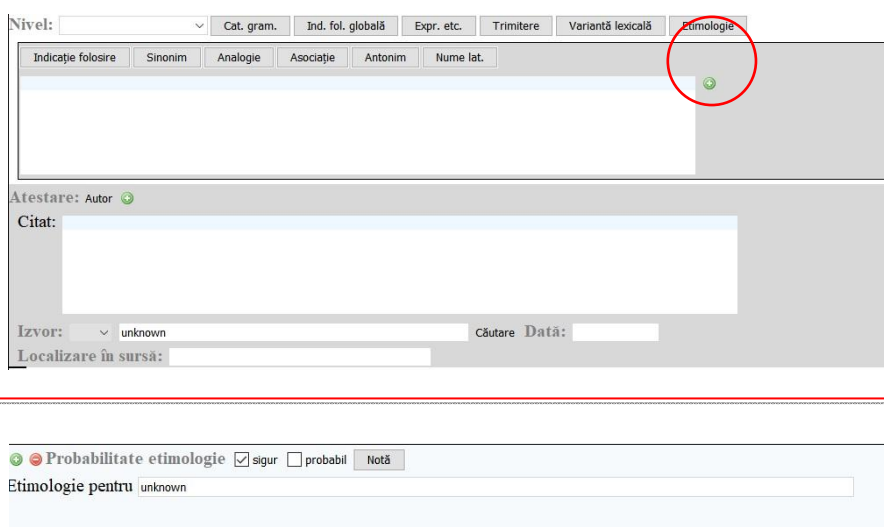 Nivel: Cat. gram. Ind. fol. globală Expr. etc. Trimitere Variantă lexicală Etimologie
Indicație folosire Sinonim Analogie Asociație Antonim Nume lat.
Atestare: Autor
Citat:
Izvor: unknown Căutare Dată:
Localizare în sursă:
Probabilitate etimologie sigur probabil Notă
Etimologie pentru unknown